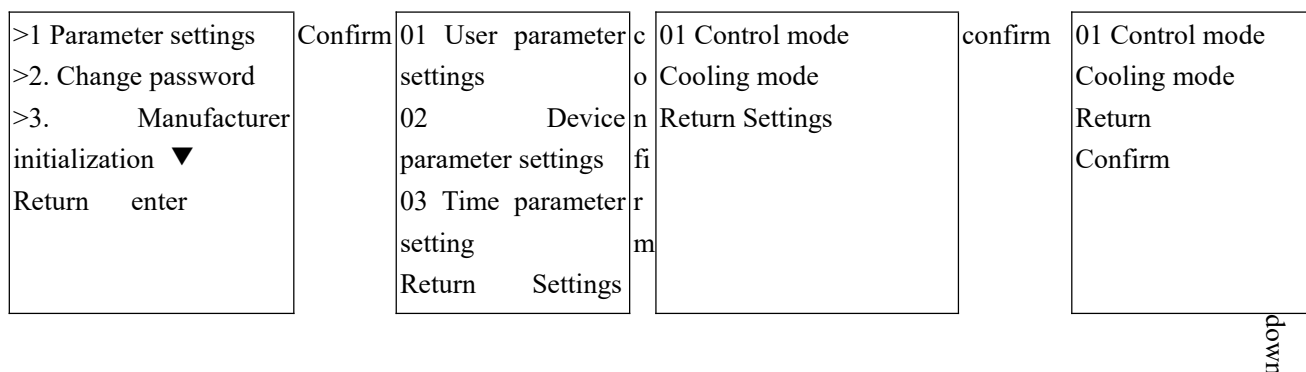 >1 Parameter settings
>2. Change password
>3. Manufacturer
initialization ▼
Return enter
Confirm
01 User parameter
settings
02 Device
parameter settings
03 Time parameter
setting
Return Settings
confirm
01 Control mode
Cooling mode
Return Settings
confirm
01 Control mode
Cooling mode
Return
Confirm
down